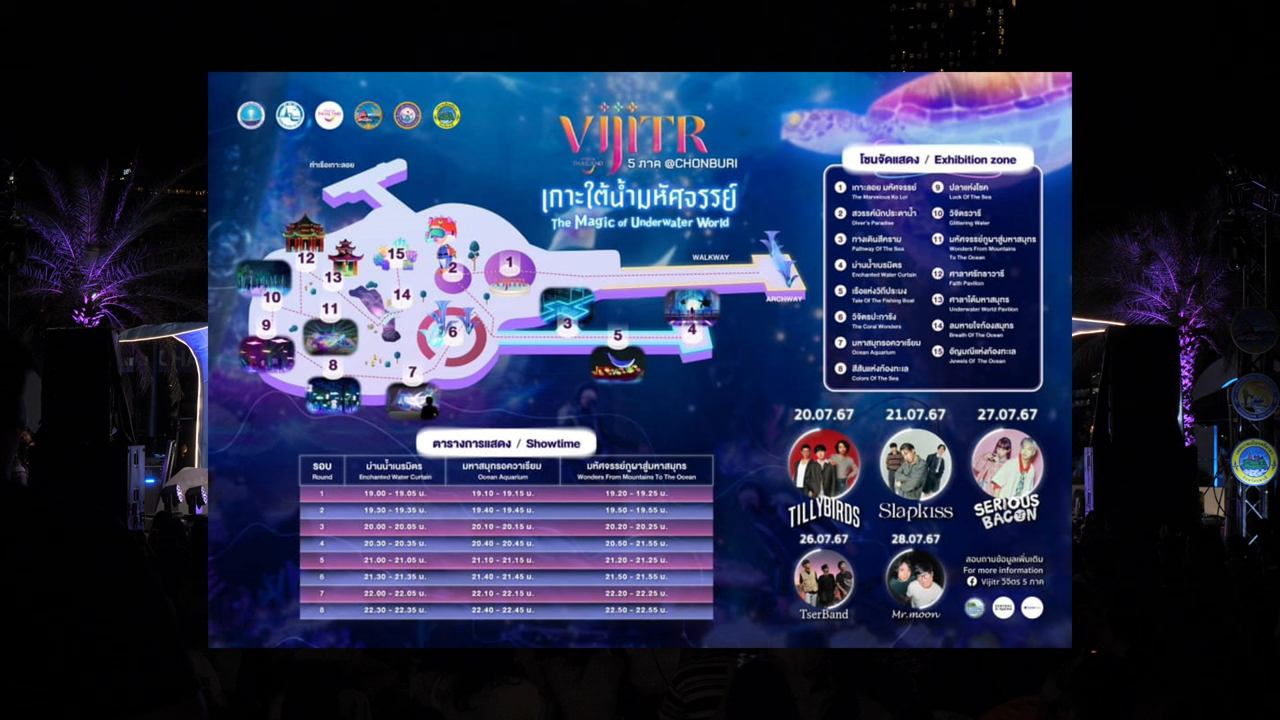 VIJITR
THAILAND
5 ภาค @CHONBURI
เกาะใต้น้ำมหัศจรรย์
The Magic of Underwater World
ท่าเรือเกาะลอย
WALKWAY
ARCHWAY
1
2
3
4
5
6
7
8
9
10
11
12
13
14
15
โซนจัดแสดง / Exhibition zone
1 เกาะลอย มหัศจรรย์
The Marvelous Ko Loi
2 สวรรค์นักประดาน้ำ
Diver's Paradise
3 ทางเดินสีคราม
Pathway Of The Sea
4 ม่านน้ำเนรมิตร
Enchanted Water Curtain
5 เรือแห่งวิถีประมง
Tale Of The Fishing Boat
6 วิจิตรปะการัง
The Coral Wonders
7 มหาสมุทรอควาเรียม
Ocean Aquarium
8 สีสันแห่งท้องทะเล
Colors Of The Sea
9 ปลาแห่งโชค
Luck Of The Sea
10 วิจิตรวารี
Glittering Water
11 มหัศจรรย์ภูผาสู่มหาสมุทร
Wonders From Mountains
To The Ocean
12 ศาลาศรัทธาวารี
Faith Pavilion
13 ศาลาใต้มหาสมุทร
Underwater World Pavilion
14 ลมหายใจท้องสมุทร
Breath Of The Ocean
15 อัญมณีแห่งท้องทะเล
Jewels Of The Ocean
ตารางการแสดง / Showtime
รอบ ม่านน้ำเนรมิตร มหาสมุทรอควาเรียม มหัศจรรย์ภูผาสู่มหาสมุทร
Round Enchanted Water Curtain Ocean Aquarium Wonders From Mountains To The Ocean
1 19.00 - 19.05 น. 19.10 - 19.15 น. 19.20 - 19.25 น.
2 19.30 - 19.35 น. 19.40 - 19.45 น. 19.50 - 19.55 น.
3 20.00 - 20.05 น. 20.10 - 20.15 น. 20.20 - 20.25 น.
4 20.30 - 20.35 น. 20.40 - 20.45 น. 20.50 - 21.55 น.
5 21.00 - 21.05 น. 21.10 - 21.15 น. 21.20 - 21.25 น.
6 21.30 - 21.35 น. 21.40 - 21.45 น. 21.50 - 21.55 น.
7 22.00 - 22.05 น. 22.10 - 22.15 น. 22.20 - 22.25 น.
8 22.30 - 22.35 น. 22.40 - 22.45 น. 22.50 - 22.55 น.
20.07.67 21.07.67 27.07.67
TILLYBIRDS Slapkiss SERIOUS BACON
26.07.67 28.07.67
TserBand Mr.moon
สอบถามข้อมูลเพิ่มเติม
For more information
Vijitr วิจิตร 5 ภาค